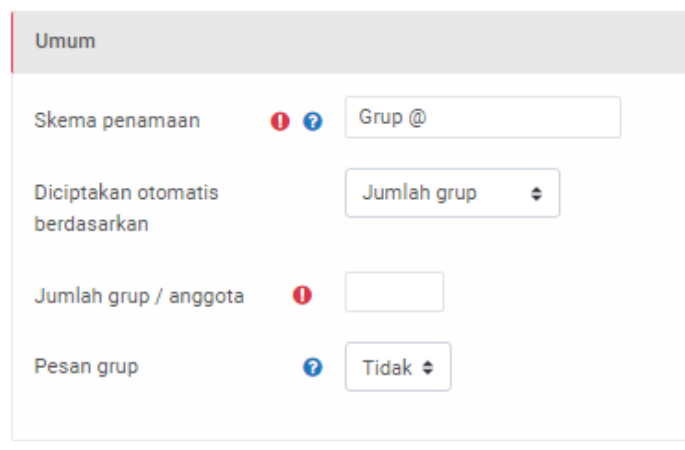 Umum
Skema penamaan
Grup @
Diciptakan otomatis
berdasarkan
Jumlah grup
Jumlah grup / anggota
Pesan grup
Tidak